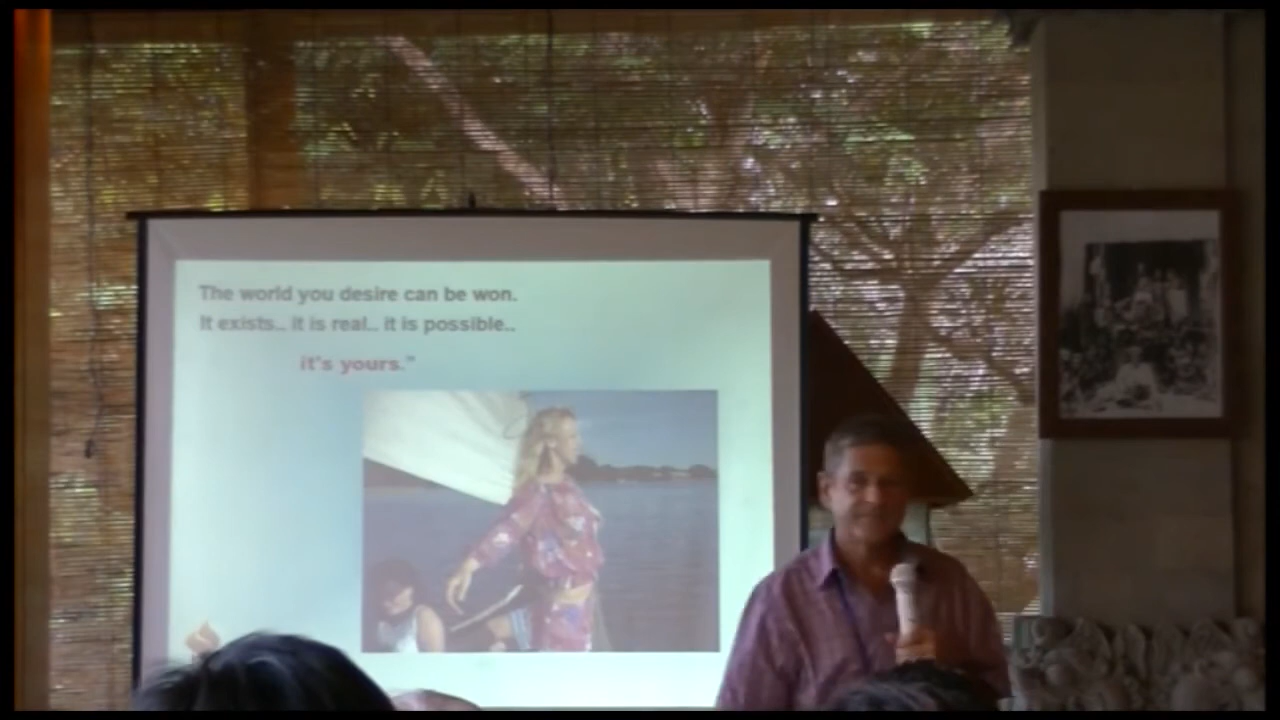 The world you desire can be won.
It exists.. it is real.. it is possible..
it's yours."